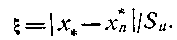 ξ=|x_* − x_n^*|/S_u.